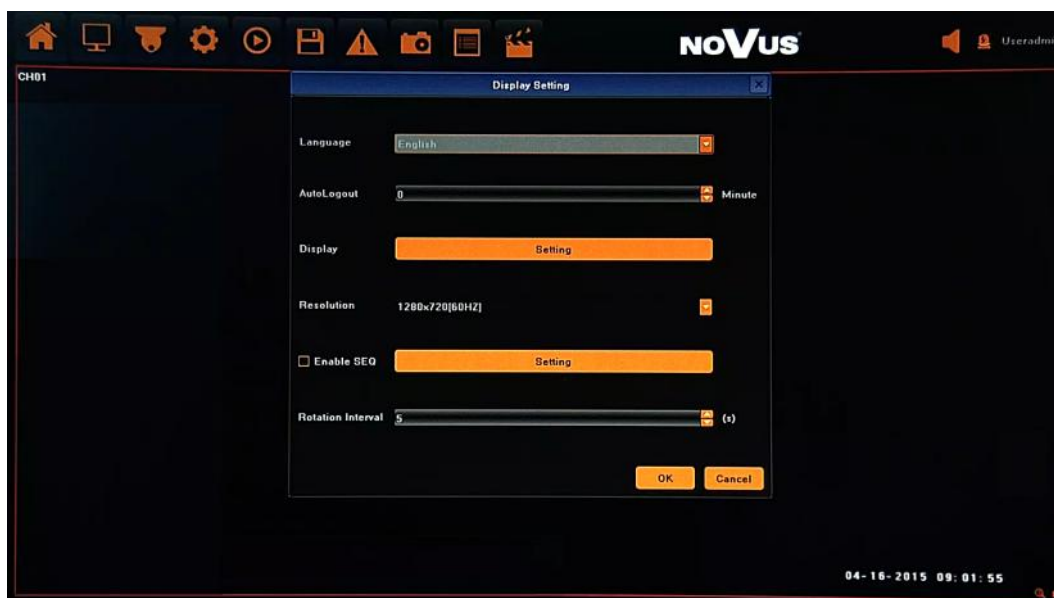 NOVUS
Useradmi
CH01
Display Setting
Language English
AutoLogout 0 Minute
Display Setting
Resolution 1280x720[60HZ]
Enable SEQ Setting
Rotation Interval 5 (s)
OK Cancel
04-16-2015 09:01:55